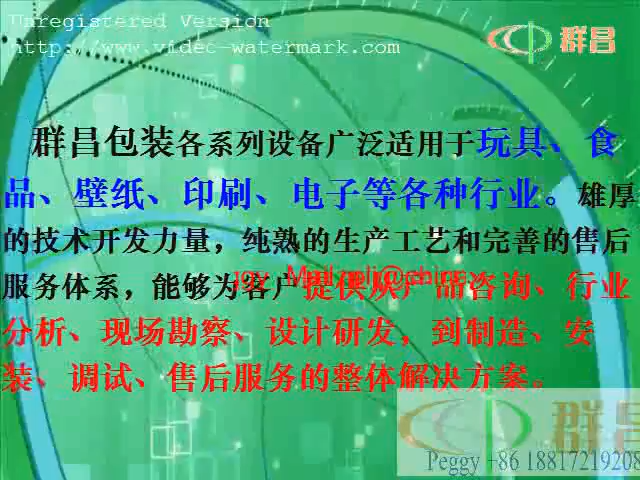 Unregistered Version
http://www.video-watermark.com
群昌
群昌包装各系列设备广泛适用于玩具、食
品、壁纸、印刷、电子等各种行业。雄厚
的技术开发力量，纯熟的生产工艺和完善的售后
服务体系，能够为客户提供从产品咨询、行业
分析、现场勘察、设计研发，到制造、安
装、调试、售后服务的整体解决方案。
群昌
Peggy +86 18817219208